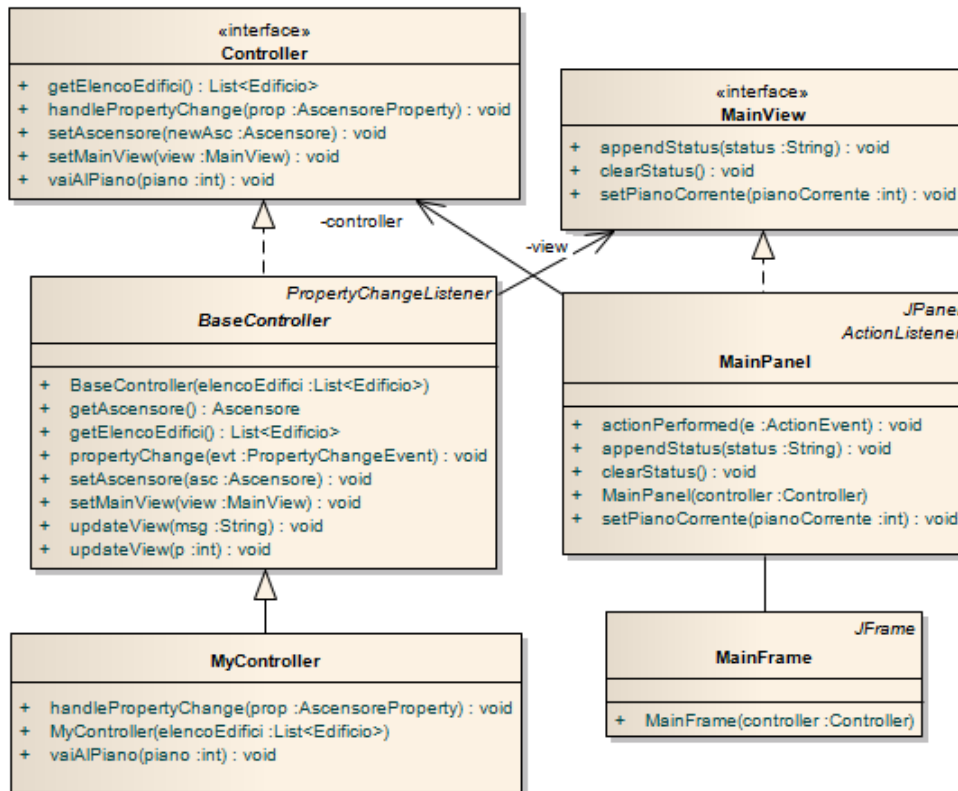 «interface»
Controller
+ getElencoEdifici() : List<Edificio>
+ handlePropertyChange(prop :AscensoreProperty) : void
+ setAscensore(newAsc :Ascensore) : void
+ setMainView(view :MainView) : void
+ vaiAlPiano(piano :int) : void
«interface»
MainView
+ appendStatus(status :String) : void
+ clearStatus() : void
+ setPianoCorrente(pianoCorrente :int) : void
-controller
-view
PropertyChangeListener
BaseController
+ BaseController(elencoEdifici :List<Edificio>)
+ getAscensore() : Ascensore
+ getElencoEdifici() : List<Edificio>
+ propertyChange(evt :PropertyChangeEvent) : void
+ setAscensore(asc :Ascensore) : void
+ setMainView(view :MainView) : void
+ updateView(msg :String) : void
+ updateView(p :int) : void
JPanel
ActionListener
MainPanel
+ actionPerformed(e :ActionEvent) : void
+ appendStatus(status :String) : void
+ clearStatus() : void
+ MainPanel(controller :Controller)
+ setPianoCorrente(pianoCorrente :int) : void
MyController
+ handlePropertyChange(prop :AscensoreProperty) : void
+ MyController(elencoEdifici :List<Edificio>)
+ vaiAlPiano(piano :int) : void
JFrame
MainFrame
+ MainFrame(controller :Controller)